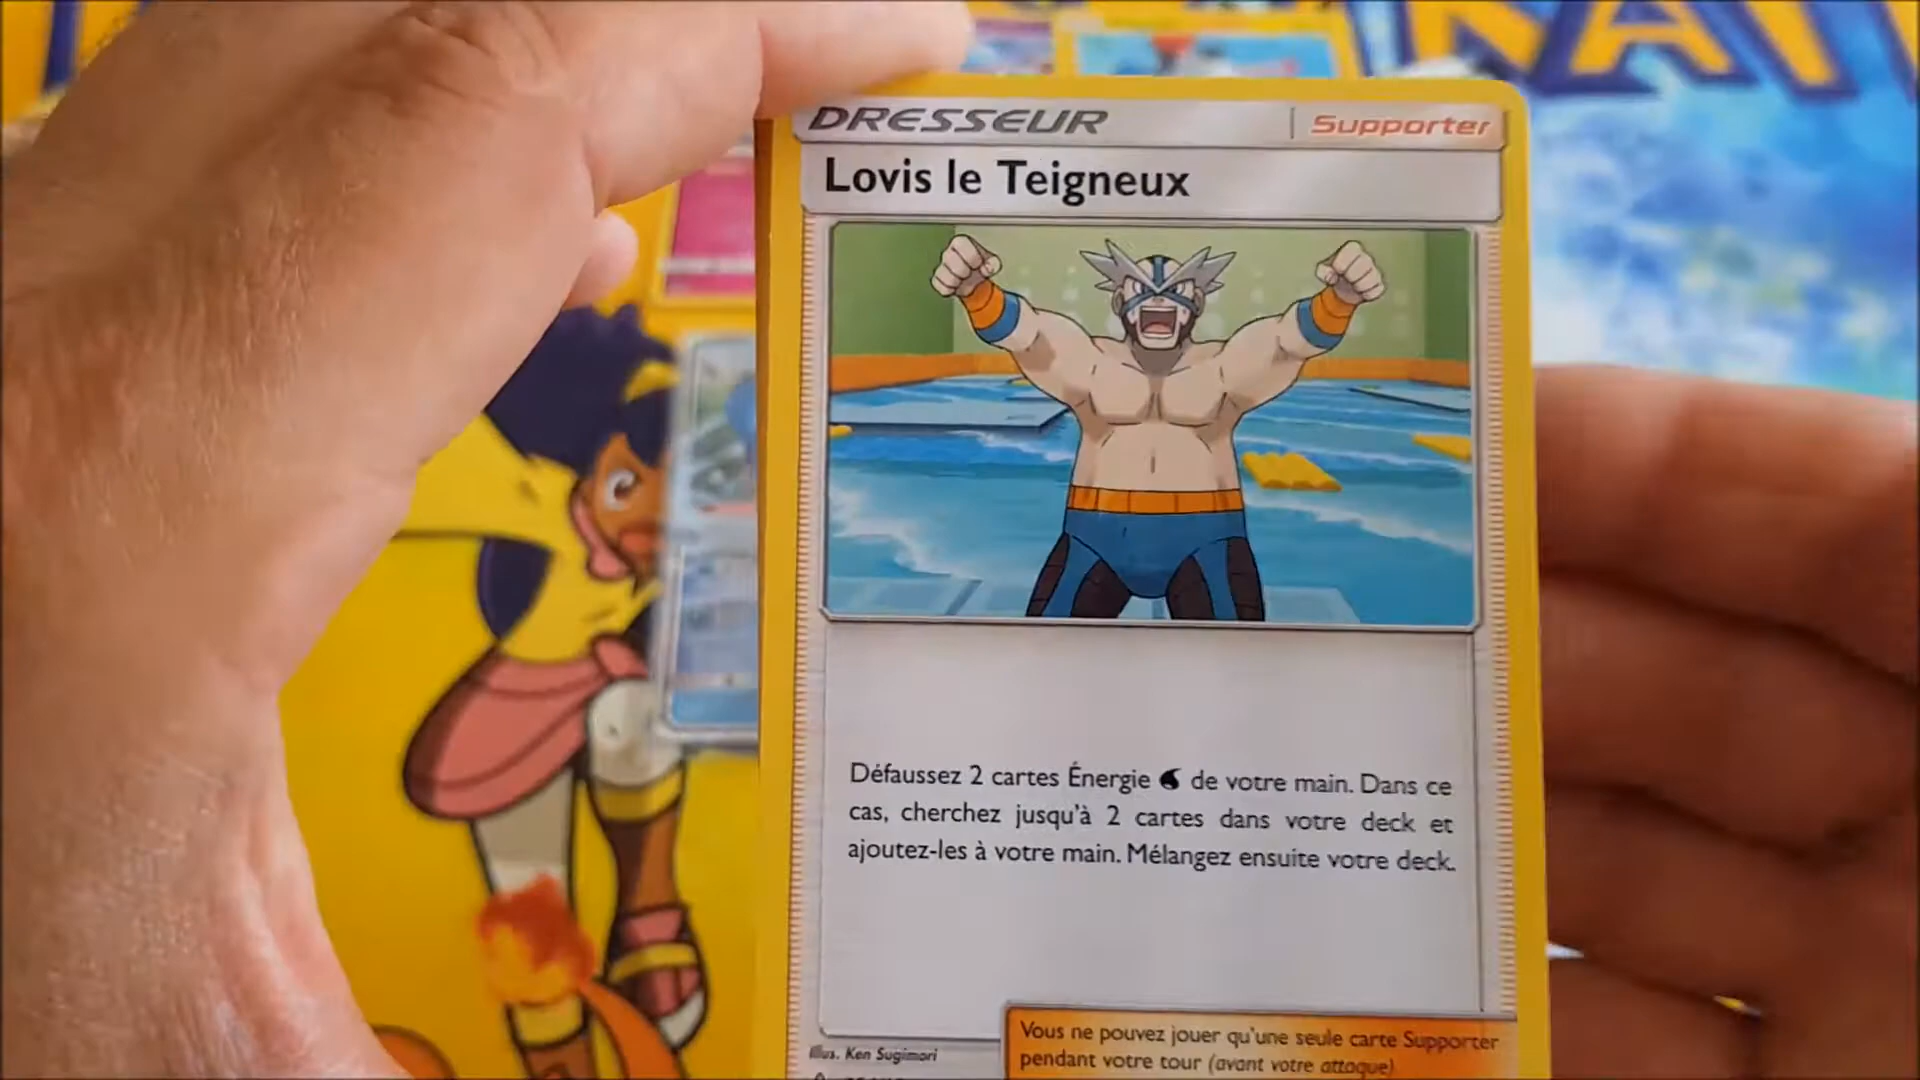 DRESSEUR
Supporter
Lovis le Teigneux
Défaussez 2 cartes Énergie de votre main. Dans ce
cas, cherchez jusqu'à 2 cartes dans votre deck et
ajoutez-les à votre main. Mélangez ensuite votre deck.
Vous ne pouvez jouer qu'une seule carte Supporter
pendant votre tour (avant votre attaque)
Illus. Ken Sugimori